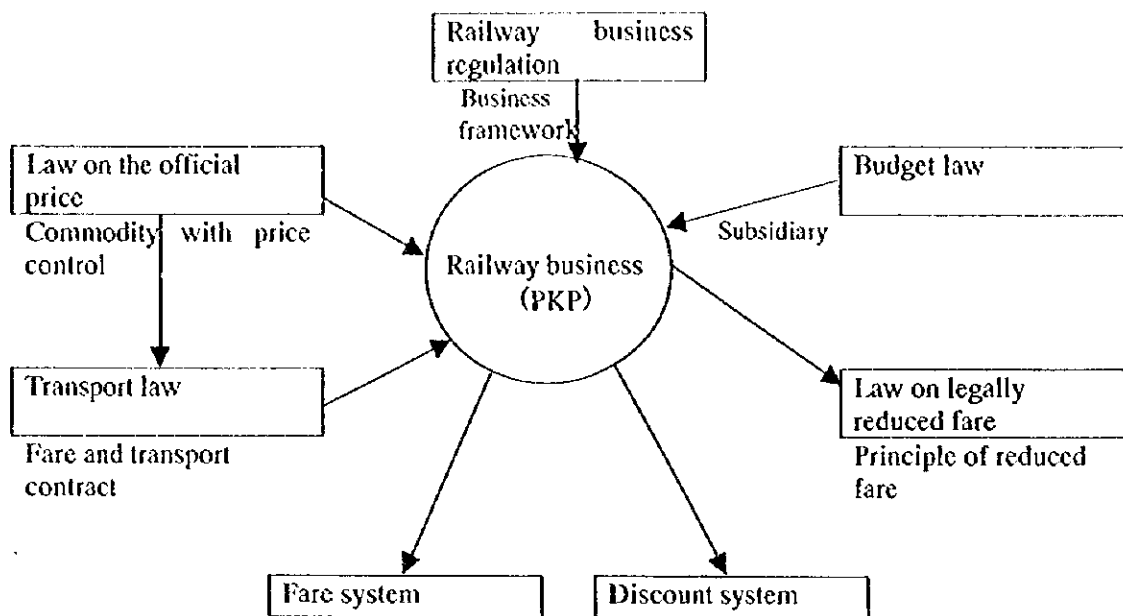 Railway business
regulation
Business
framework
Law on the official
price
Commodity with price
control
Budget law
Subsidiary
Railway business
(PKP)
Transport law
Fare and transport
contract
Law on legally
reduced fare
Principle of reduced
fare
Fare system
Discount system